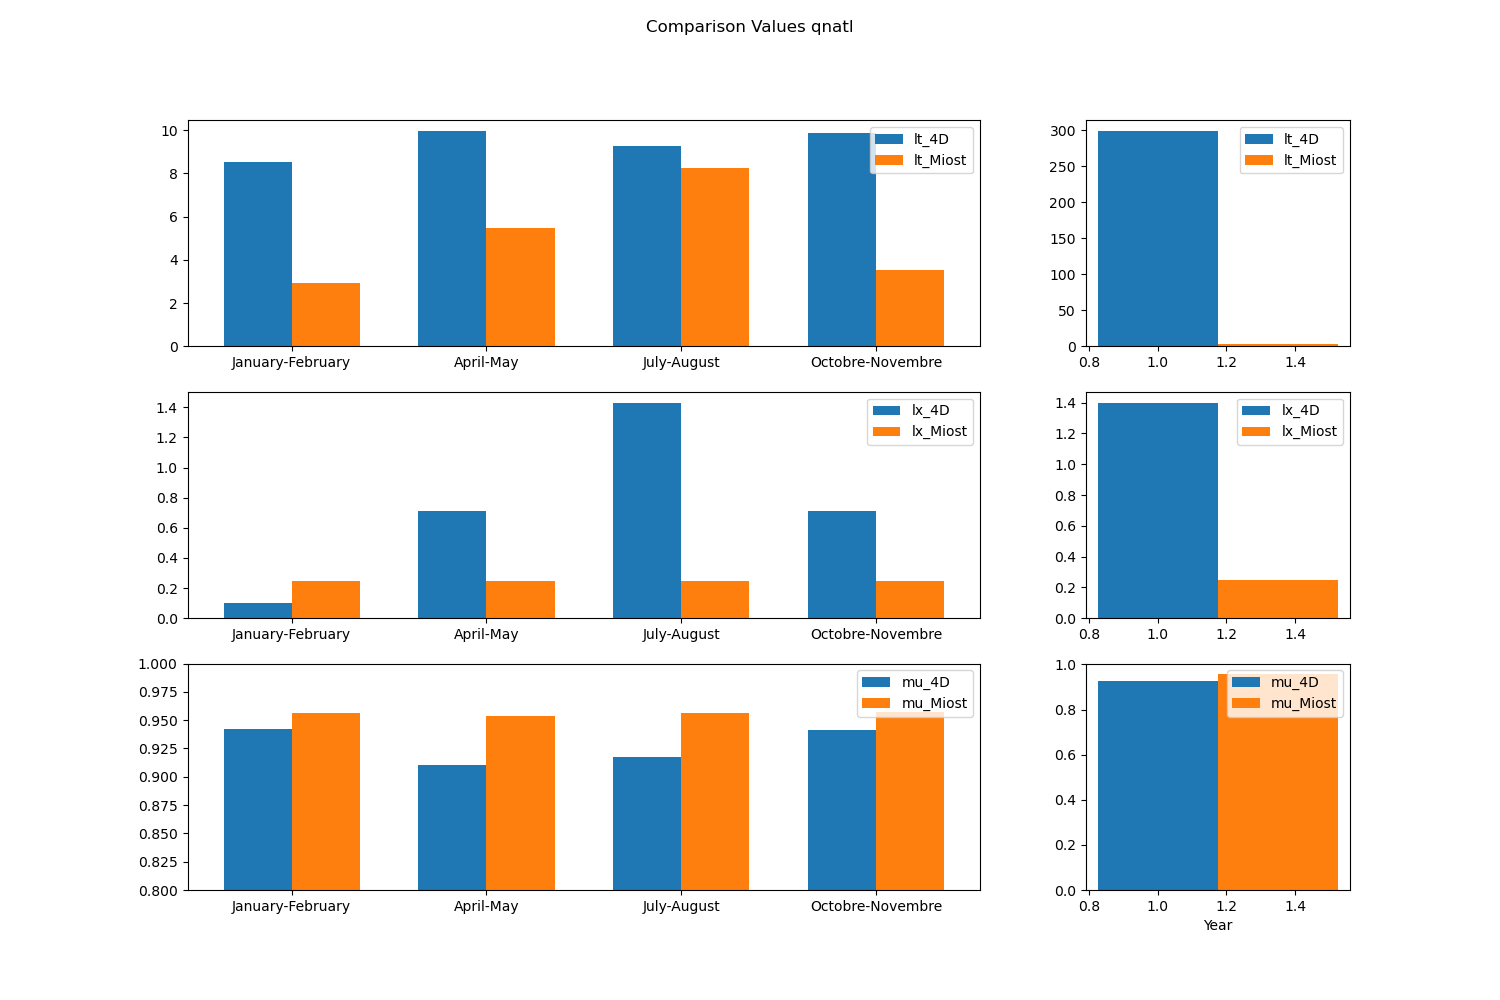 Comparison Values qnatl
10
8
6
4
2
0
lt_4D
lt_Miost
January-February
April-May
July-August
Octobre-Novembre
300
250
200
150
100
50
0
lt_4D
lt_Miost
0.8
1.0
1.2
1.4
1.4
1.2
1.0
0.8
0.6
0.4
0.2
0.0
lx_4D
lx_Miost
January-February
April-May
July-August
Octobre-Novembre
1.4
1.2
1.0
0.8
0.6
0.4
0.2
0.0
lx_4D
lx_Miost
0.8
1.0
1.2
1.4
1.000
0.975
0.950
0.925
0.900
0.875
0.850
0.825
0.800
mu_4D
mu_Miost
January-February
April-May
July-August
Octobre-Novembre
1.0
0.8
0.6
0.4
0.2
0.0
mu_4D
mu_Miost
0.8
1.0
1.2
1.4
Year